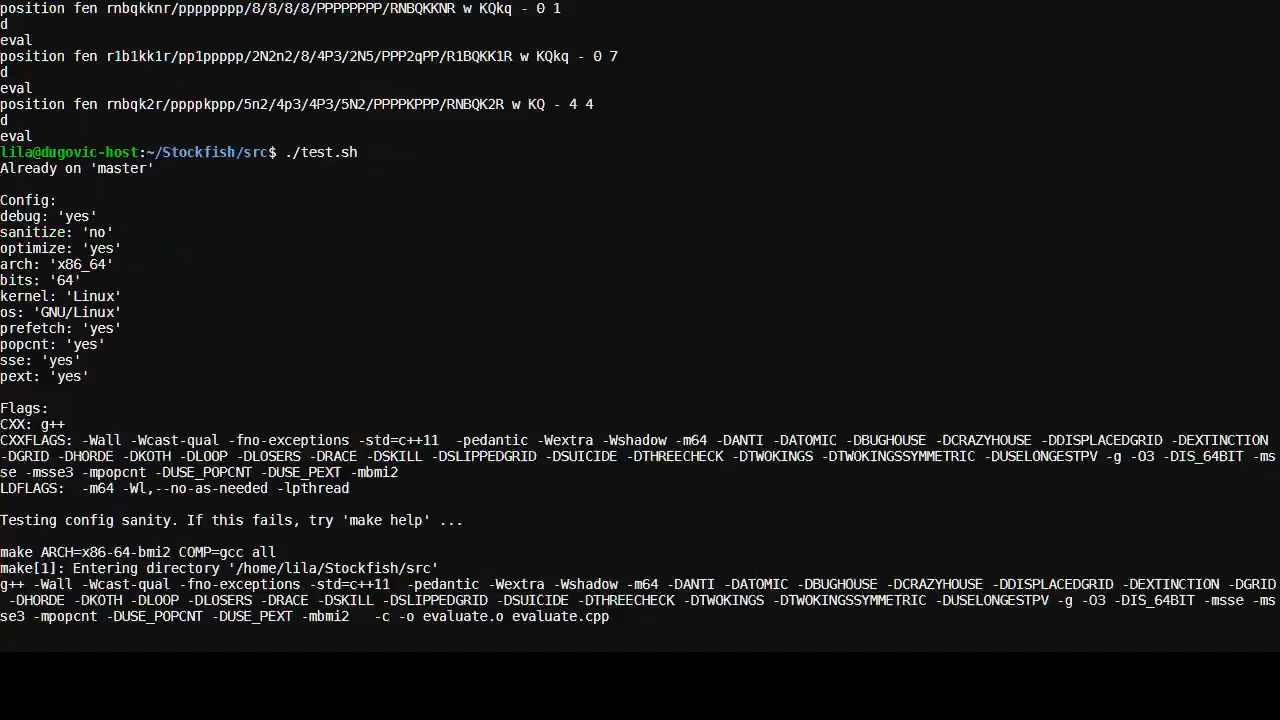 position fen rnbqkknr/pppppppp/8/8/8/8/PPPPPPPP/RNBQKKNR w KQkq - 0 1
d
eval
position fen r1b1kk1r/pp1ppppp/2N2n2/8/4P3/2N5/PPP2qPP/R1BQKK1R w KQkq - 0 7
d
eval
position fen rnbqk2r/ppppkppp/5n2/4p3/4P3/5N2/PPPPKPPP/RNBQK2R w KQ - 4 4
d
eval
lila@dugovic-host:~/Stockfish/src$ ./test.sh
Already on 'master'
Config:
debug: 'yes'
sanitize: 'no'
optimize: 'yes'
arch: 'x86_64'
bits: '64'
kernel: 'Linux'
os: 'GNU/Linux'
prefetch: 'yes'
popcnt: 'yes'
sse: 'yes'
pext: 'yes'
Flags:
CXX: g++
CXXFLAGS: -Wall -Wcast-qual -fno-exceptions -std=c++11  -pedantic -Wextra -Wshadow -m64 -DANTI -DATOMIC -DBUGHOUSE -DCRAZYHOUSE -DDISPLACEDGRID -DEXTINCTION
-DGRID -DHORDE -DKOTH -DLOOP -DLOSERS -DRACE -DSKILL -DSLIPPEDGRID -DSUICIDE -DTHREECHECK -DTWOKINGS -DTWOKINGSSYMMETRIC -DUSELONGESTPV -g -O3 -DIS_64BIT -ms
se -msse3 -mpopcnt -DUSE_POPCNT -DUSE_PEXT -mbmi2
LDFLAGS:  -m64 -Wl,--no-as-needed -lpthread
Testing config sanity. If this fails, try 'make help' ...
make ARCH=x86-64-bmi2 COMP=gcc all
make[1]: Entering directory '/home/lila/Stockfish/src'
g++ -Wall -Wcast-qual -fno-exceptions -std=c++11  -pedantic -Wextra -Wshadow -m64 -DANTI -DATOMIC -DBUGHOUSE -DCRAZYHOUSE -DDISPLACEDGRID -DEXTINCTION -DGRID
-DHORDE -DKOTH -DLOOP -DLOSERS -DRACE -DSKILL -DSLIPPEDGRID -DSUICIDE -DTHREECHECK -DTWOKINGS -DTWOKINGSSYMMETRIC -DUSELONGESTPV -g -O3 -DIS_64BIT -msse -ms
se3 -mpopcnt -DUSE_POPCNT -DUSE_PEXT -mbmi2   -c -o evaluate.o evaluate.cpp